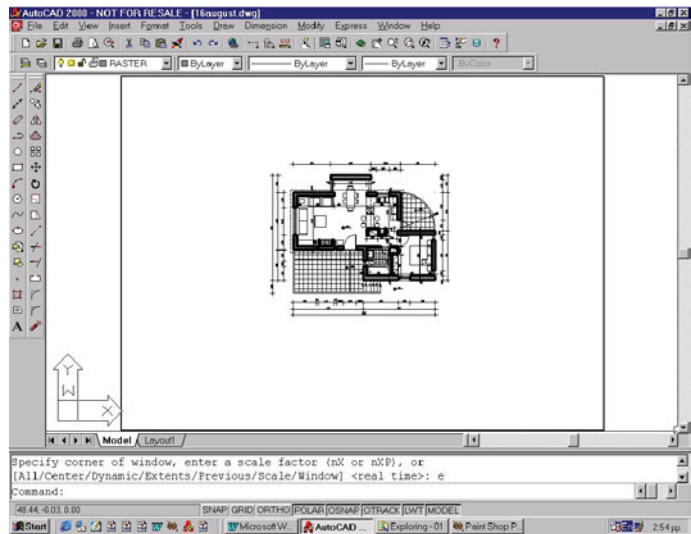 AutoCAD 2000 - NOT FOR RESALE - [16august.dwg]
File Edit View Insert Format Tools Draw Dimension Modify Express Window Help
RASTER ByLayer ByLayer ByLayer ByColor
Y
W
X
Model Layout1
Specify corner of window, enter a scale factor (nX or nXP), or
[All/Center/Dynamic/Extents/Previous/Scale/Window] <real time>: e
Command:
48.44, -0.03, 0.00 SNAP GRID ORTHO POLAR OSNAP OTRACK LWT MODEL
Start Microsoft W... AutoCAD ... Exploring - 01 Paint Shop P... 2:54 μμ